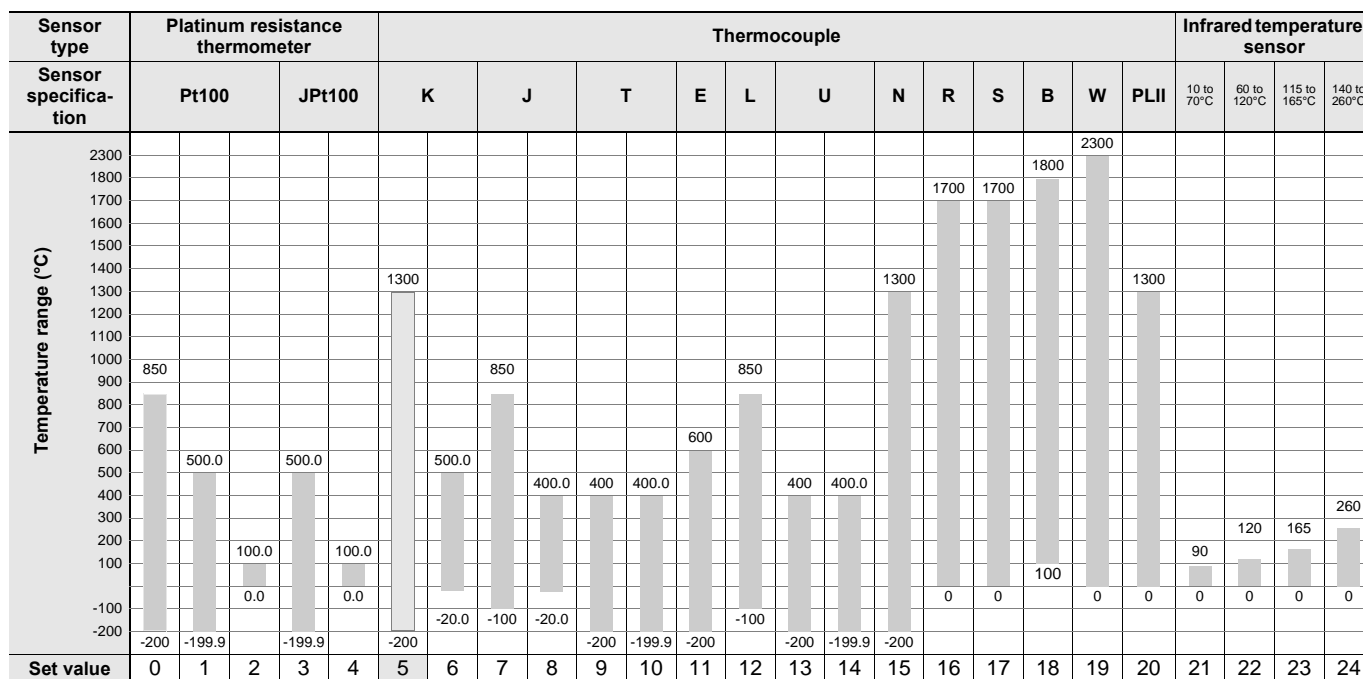 Sensor type
Platinum resistance thermometer
Thermocouple
Infrared temperature sensor
Sensor specifica-tion
Pt100 JPt100 K J T E L U N R S B W PLII 10 to 70°C 60 to 120°C 115 to 165°C 140 to 260°C
Temperature range (°C)
2300 2300
1800 1800
1700 1700 1700
1600
1500
1400
1300 1300 1300 1300
1200
1100
1000
900 850 850 850
800
700
600 600
500 500.0 500.0 500.0
400 400.0 400 400.0 400 400.0
300 260
200 120 165
100 100.0 100.0 100 90
0.0 0.0 0 0 0 0 0 0 0 0
-100 -20.0 -100 -20.0 -100
-200 -200 -199.9 -199.9 -200 -200 -199.9 -200 -200 -199.9 -200
Set value 0 1 2 3 4 5 6 7 8 9 10 11 12 13 14 15 16 17 18 19 20 21 22 23 24